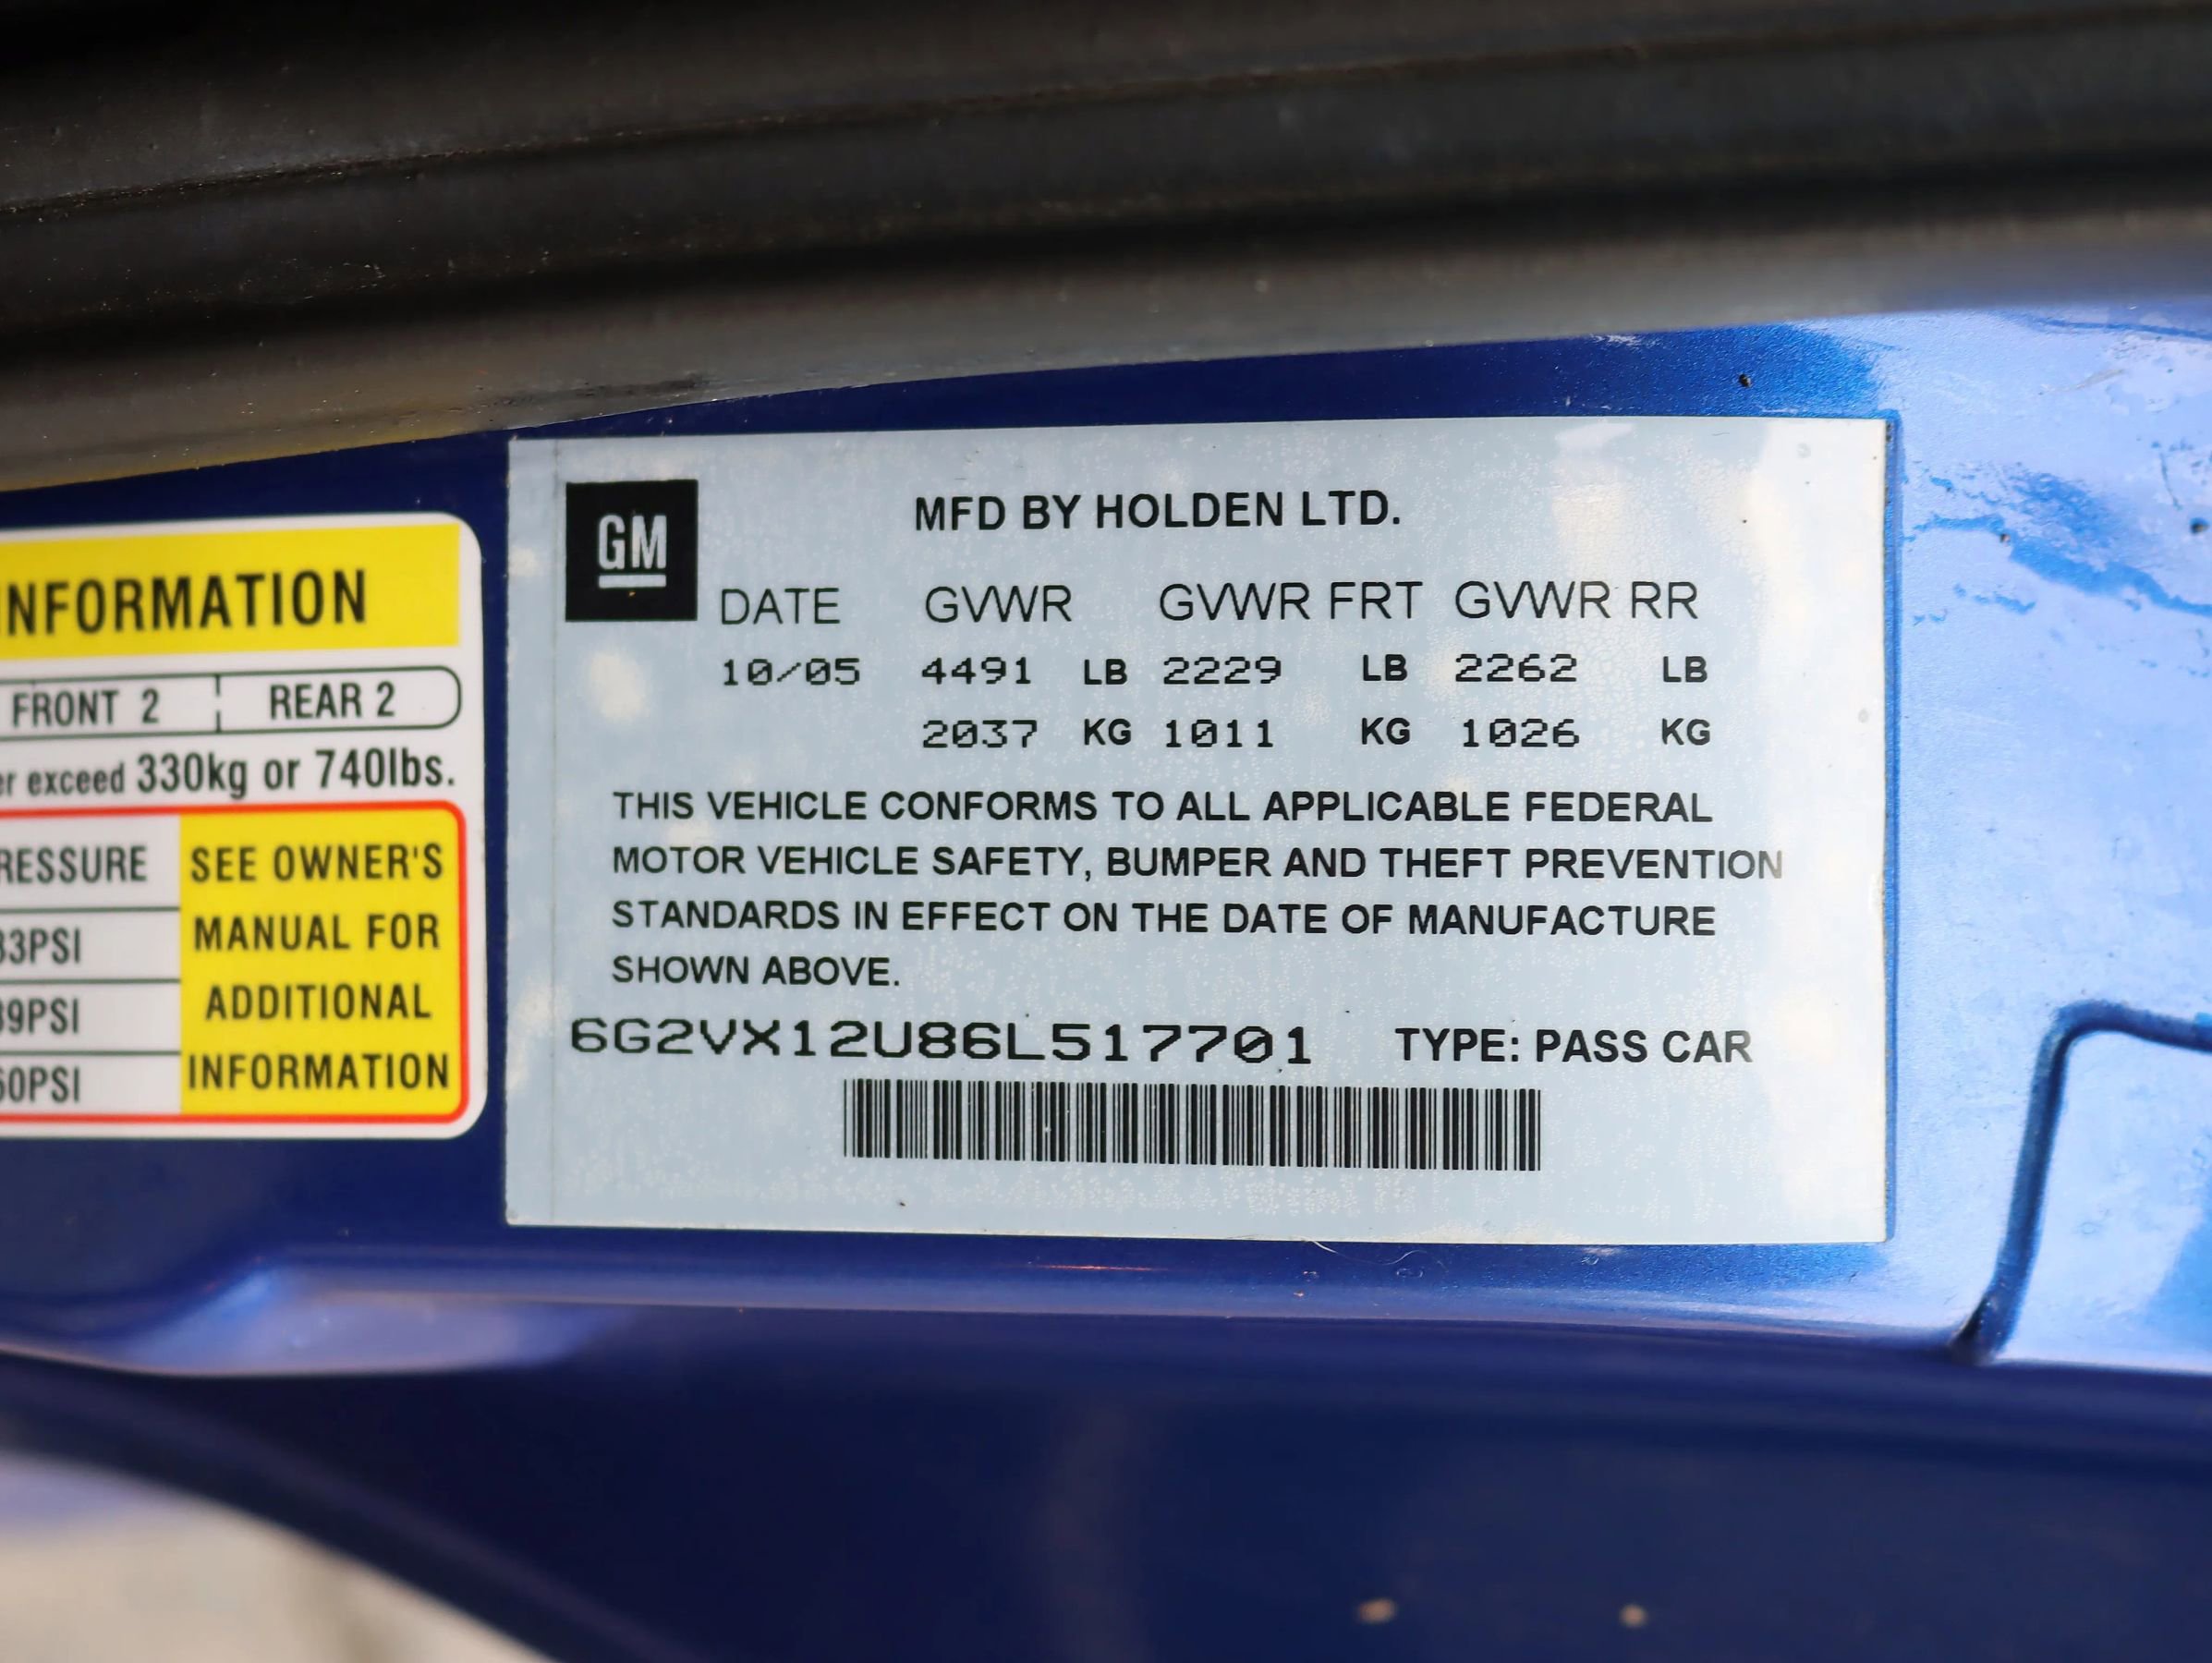 INFORMATION
FRONT 2 REAR 2
exceed 330kg or 740lbs.
SEE OWNER'S
MANUAL FOR
ADDITIONAL
INFORMATION
GM
MFD BY HOLDEN LTD.
DATE GVWR GVWR FRT GVWR RR
10/05 4491 LB 2229 LB 2262 LB
2037 KG 1011 KG 1026 KG
THIS VEHICLE CONFORMS TO ALL APPLICABLE FEDERAL
MOTOR VEHICLE SAFETY, BUMPER AND THEFT PREVENTION
STANDARDS IN EFFECT ON THE DATE OF MANUFACTURE
SHOWN ABOVE.
6G2VX12U86L517701 TYPE: PASS CAR